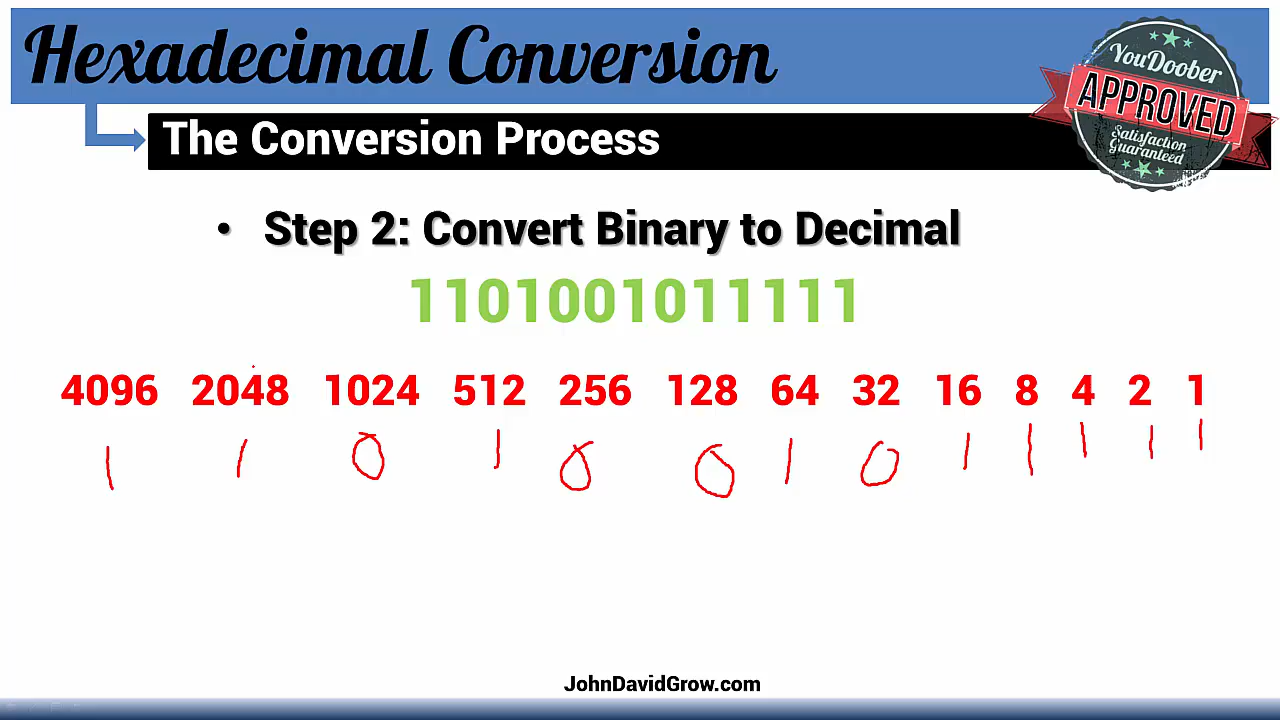 Hexadecimal Conversion
YouDoober
APPROVED
Satisfaction
Guaranteed
The Conversion Process
• Step 2: Convert Binary to Decimal
1101001011111
4096 2048 1024 512 256 128 64 32 16 8 4 2 1
1 1 0 1 0 0 1 0 1 1 1 1 1
JohnDavidGrow.com